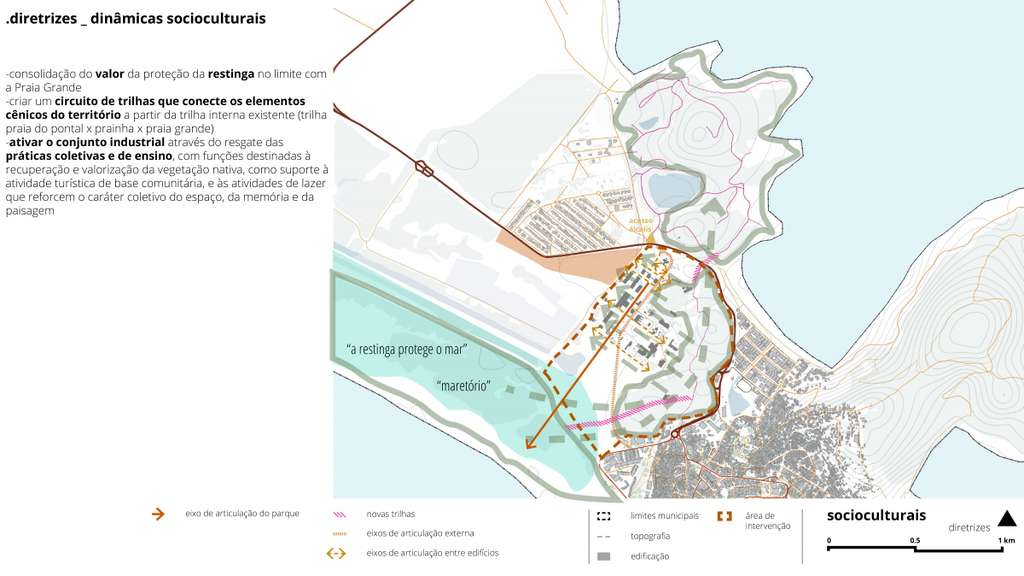 .diretrizes _ dinâmicas socioculturais
-consolidação do valor da proteção da restinga no limite com
a Praia Grande
-criar um circuito de trilhas que conecte os elementos
cênicos do território a partir da trilha interna existente (trilha
praia do pontal x prainha x praia grande)
-ativar o conjunto industrial através do resgate das
práticas coletivas e de ensino, com funções destinadas à
recuperação e valorização da vegetação nativa, como suporte à
atividade turística de base comunitária, e às atividades de lazer
que reforcem o caráter coletivo do espaço, da memória e da
paisagem
acesso
álcalis
“a restinga protege o mar”
“maretório”
eixo de articulação do parque
novas trilhas
eixos de articulação externa
eixos de articulação entre edifícios
limites municipais
topografia
edificação
área de
intervenção
socioculturais
diretrizes
0 0.5 1 km